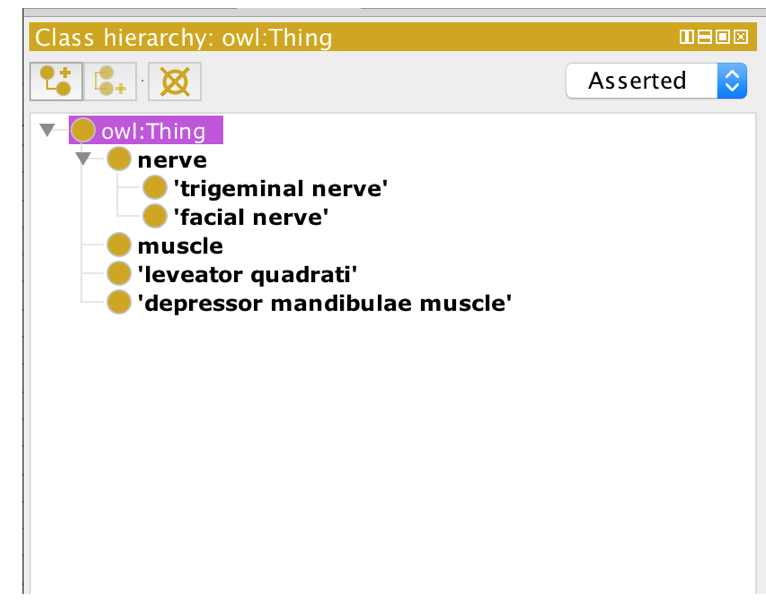 Class hierarchy: owl:Thing
Asserted
owl:Thing
nerve
'trigeminal nerve'
'facial nerve'
muscle
'leveator quadrati'
'depressor mandibulae muscle'